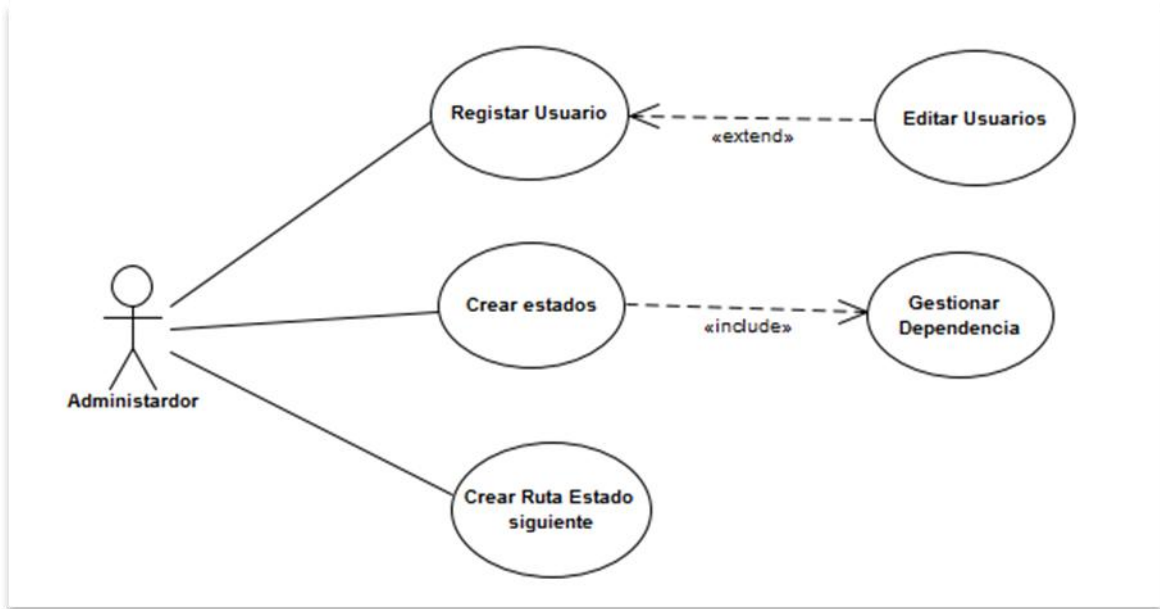 Registar Usuario
«extend»
Editar Usuarios
Crear estados
«include»
Gestionar
Dependencia
Administardor
Crear Ruta Estado
siguiente